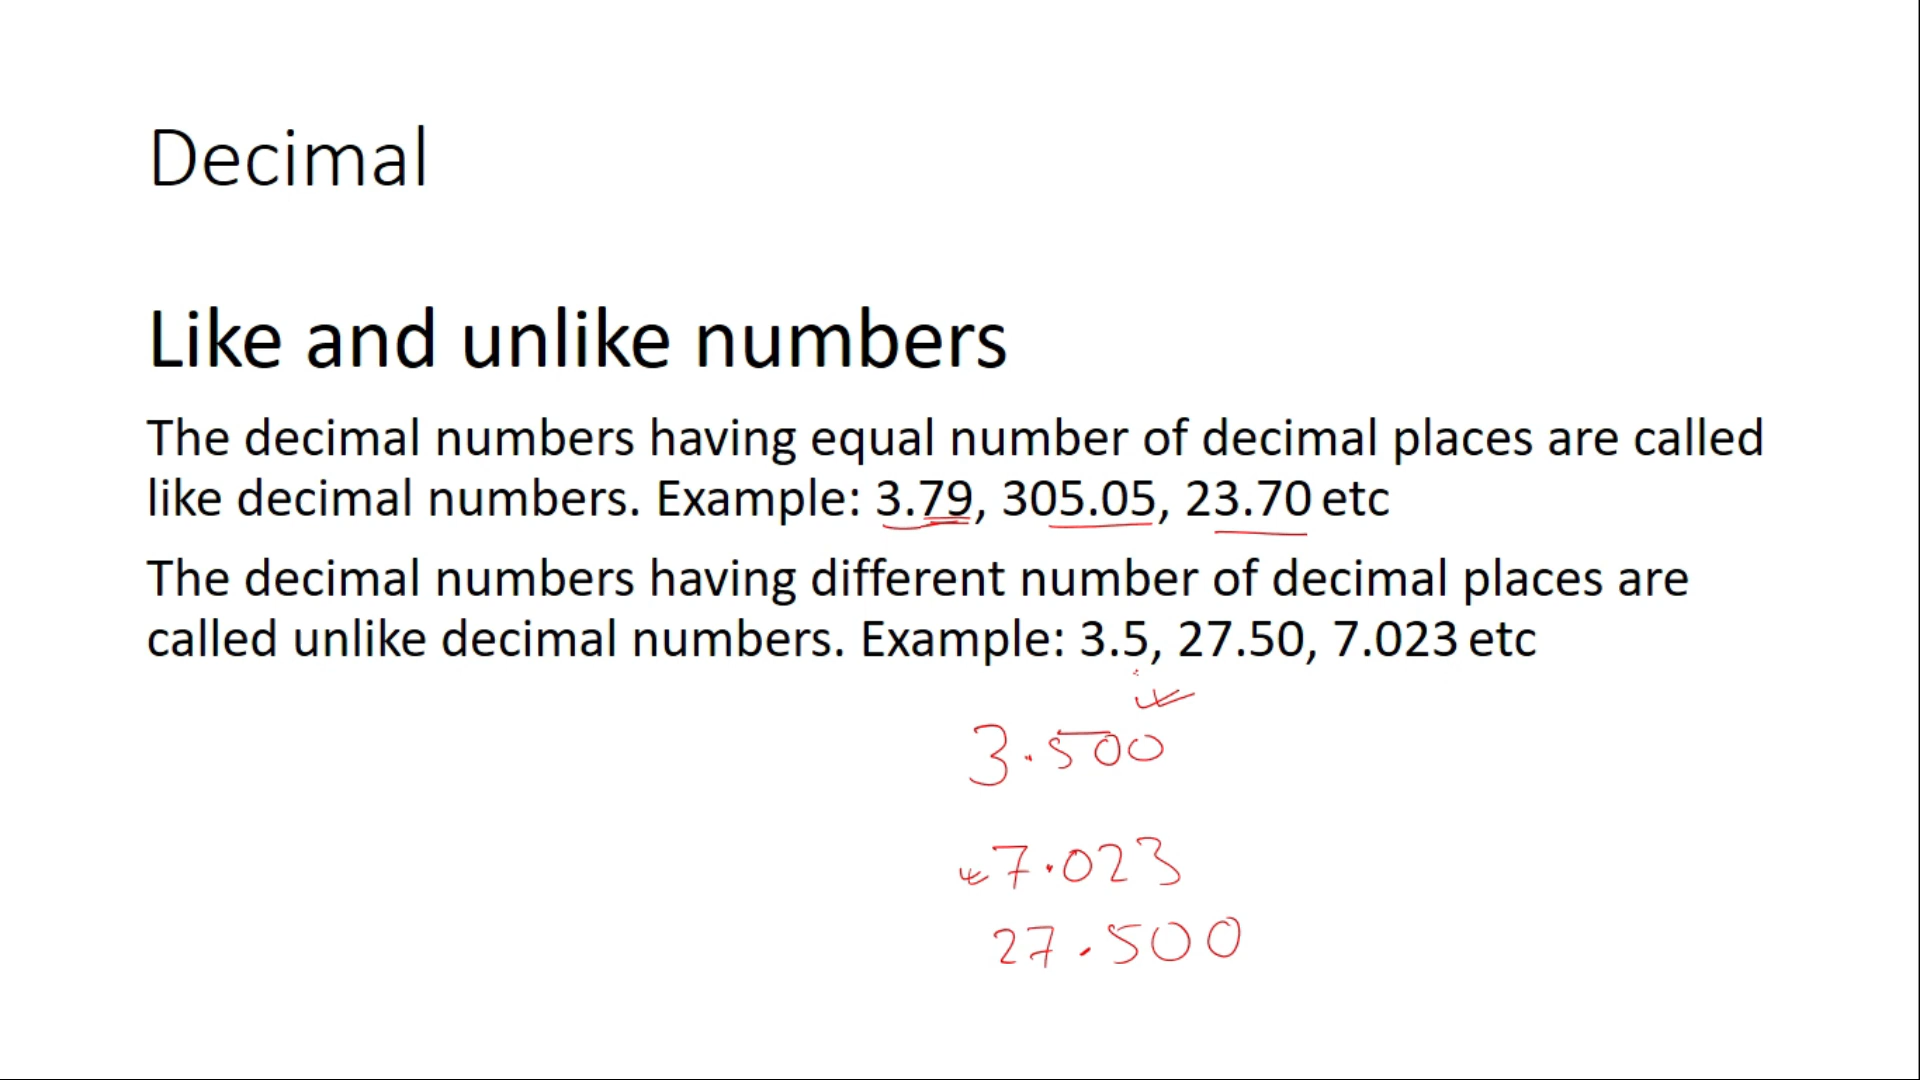 Decimal
Like and unlike numbers
The decimal numbers having equal number of decimal places are called
like decimal numbers. Example: 3.79, 305.05, 23.70 etc
The decimal numbers having different number of decimal places are
called unlike decimal numbers. Example: 3.5, 27.50, 7.023 etc
3.500
7.023
27.500